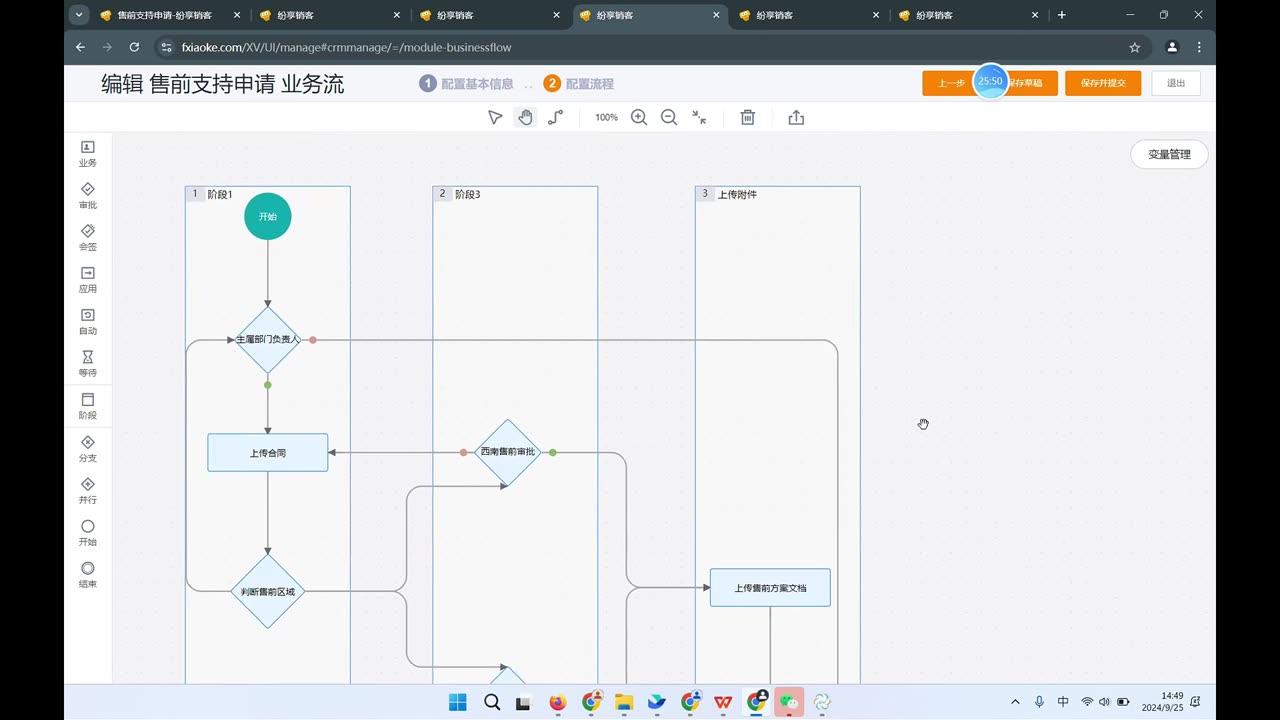 售前支持申请-纷享销客
纷享销客
纷享销客
纷享销客
纷享销客
纷享销客
fxiaoke.com/XV/UI/manage#crmmanage/=/module-businessflow
编辑 售前支持申请 业务流
1 配置基本信息 .. 2 配置流程
上一步
25:50
保存草稿
保存并提交
退出
100%
变量管理
业务
审批
会签
应用
自动
等待
阶段
分支
并行
开始
结束
1 阶段1
2 阶段3
3 上传附件
开始
主属部门负责人
上传合同
西南售前审批
判断售前区域
上传售前方案文档
中
14:49
2024/9/25